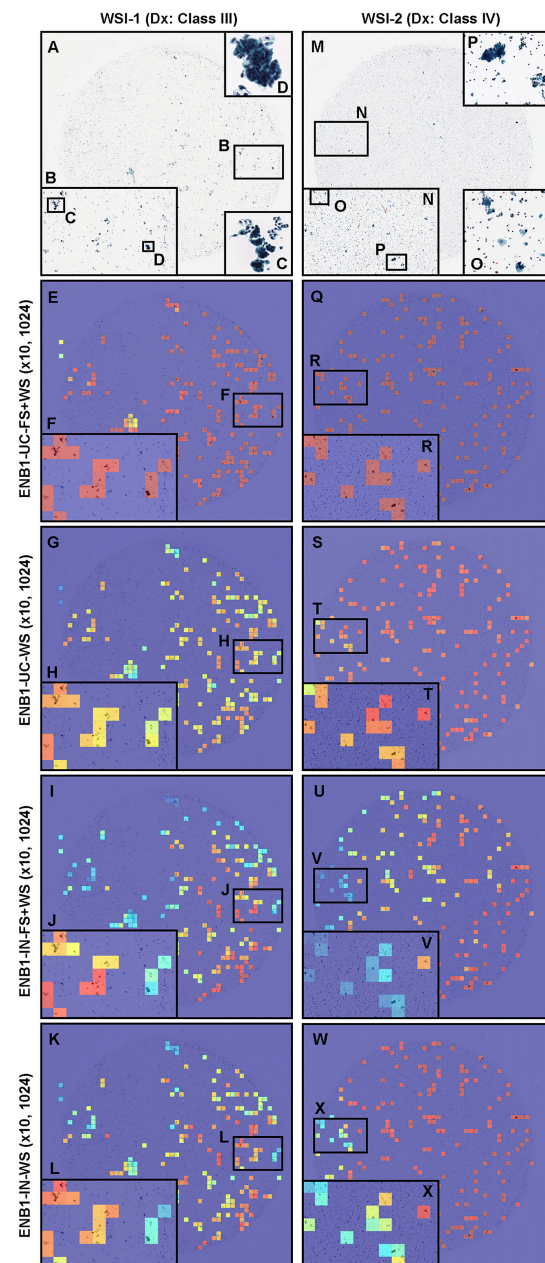 WSI-1 (Dx: Class III)
WSI-2 (Dx: Class IV)
A
D
B
B
C
D
C
M
P
N
N
O
P
O
ENB1-UC-FS+WS (x10, 1024)
E
F
F
Q
R
R
ENB1-UC-WS (x10, 1024)
G
H
H
S
T
T
ENB1-IN-FS+WS (x10, 1024)
I
J
J
U
V
V
ENB1-IN-WS (x10, 1024)
K
L
L
W
X
X